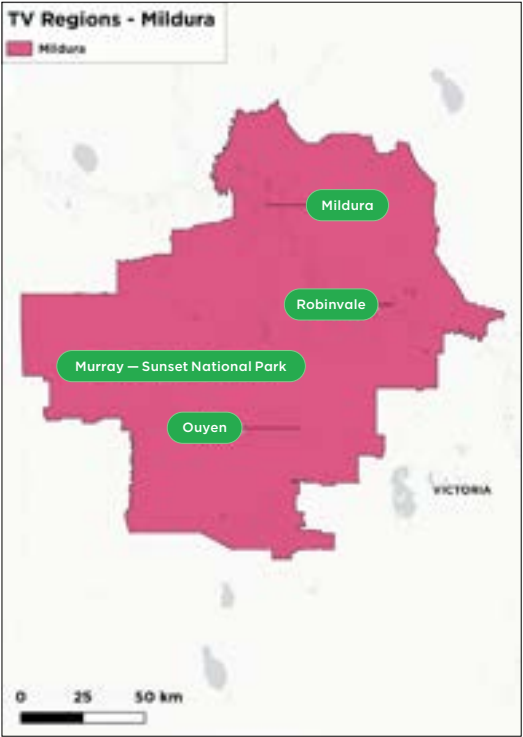 TV Regions - Mildura
Mildura
Mildura
Robinvale
Murray — Sunset National Park
Ouyen
VICTORIA
0 25 50 km